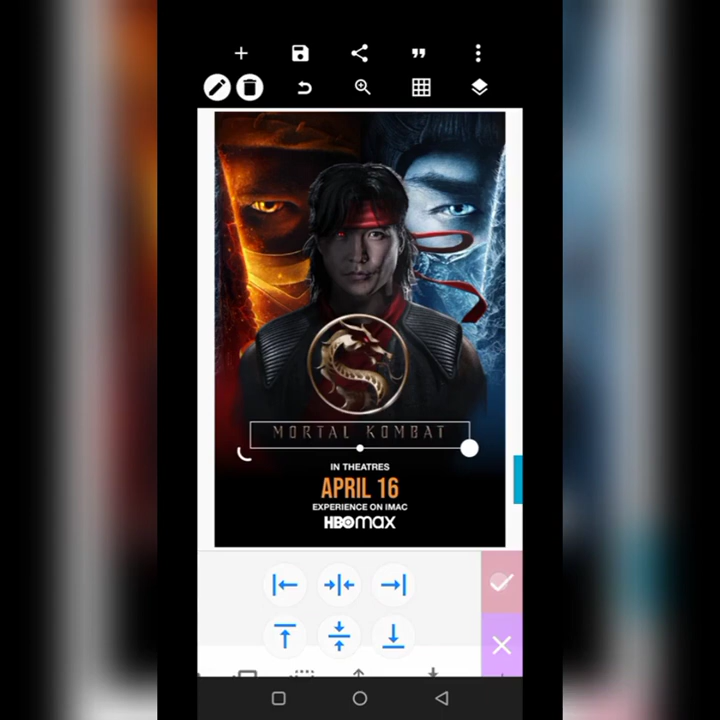 MORTAL KOMBAT
IN THEATRES
APRIL 16
EXPERIENCE ON IMAC
HBOmax